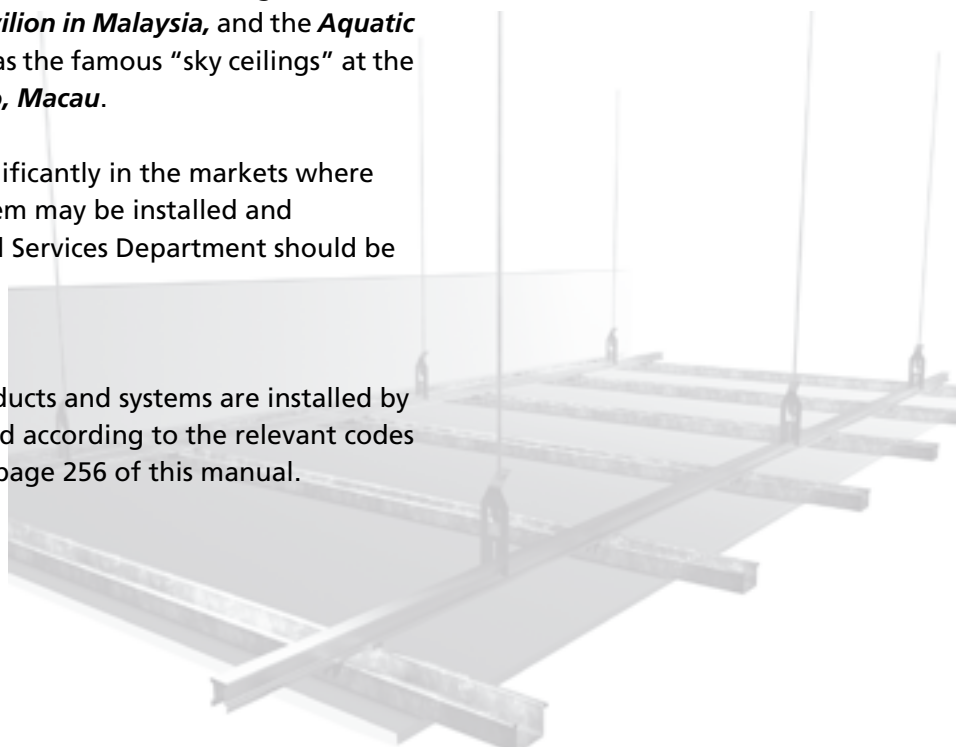 vilion in Malaysia, and the Aquatic
as the famous “sky ceilings” at the
, Macau.
ificantly in the markets where
em may be installed and
Services Department should be
ducts and systems are installed by
d according to the relevant codes
page 256 of this manual.